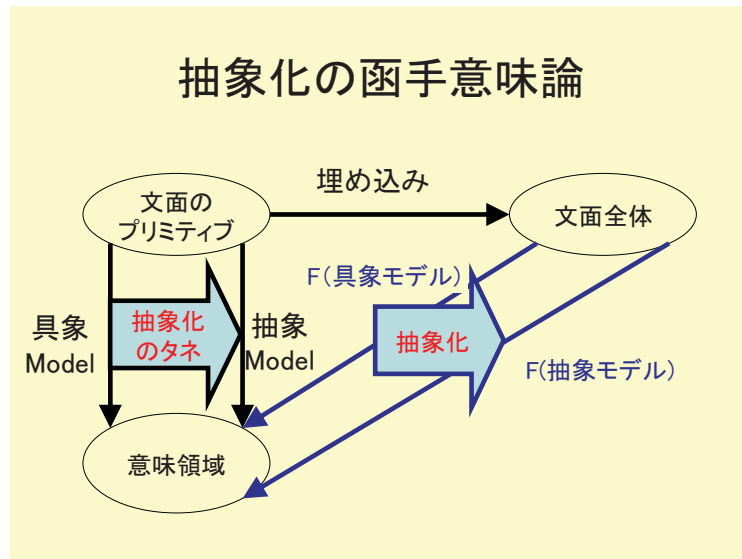 抽象化の函手意味論
埋め込み
文面の
プリミティブ
文面全体
F(具象モデル)
具象
Model
抽象化
のタネ
抽象
Model
抽象化
F(抽象モデル)
意味領域